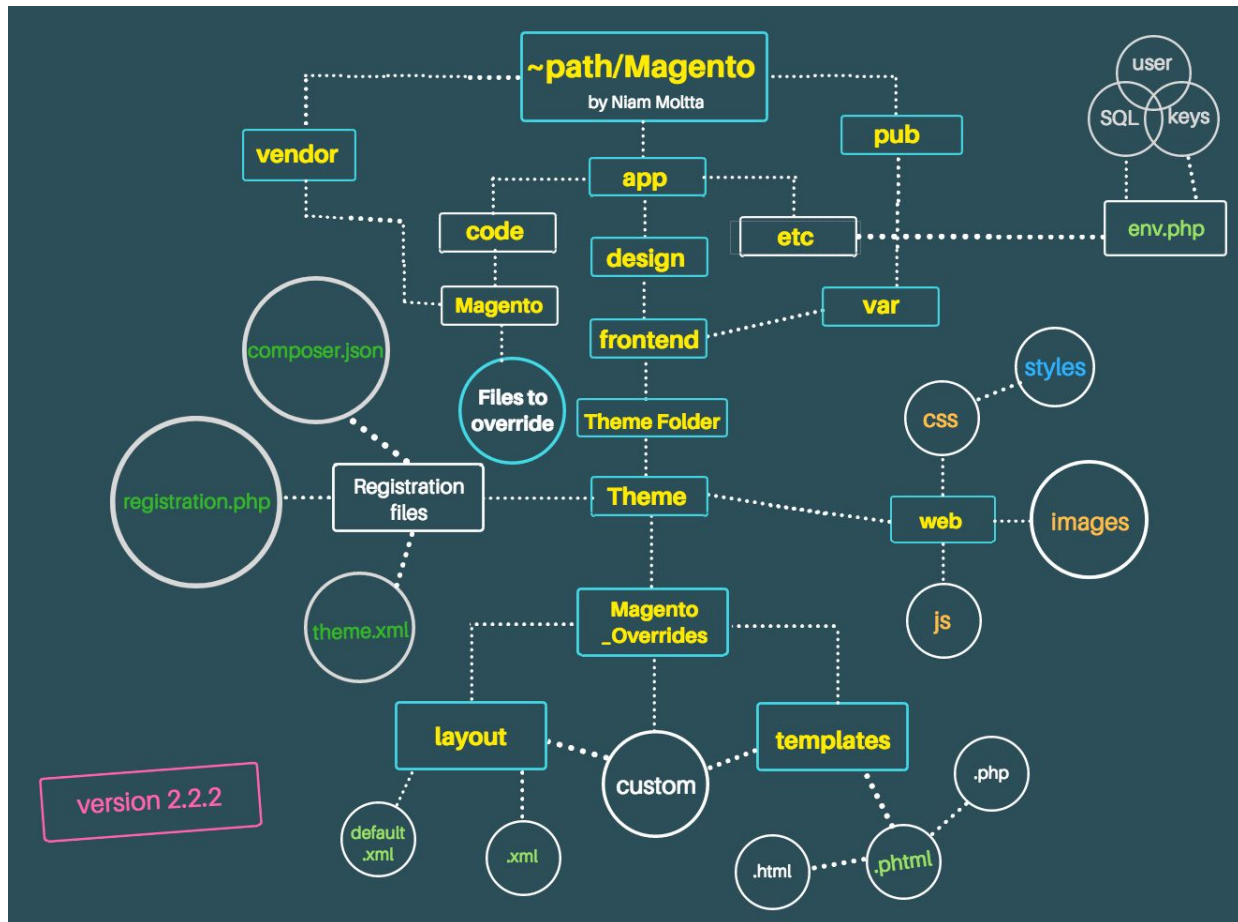 ~path/Magento
by Niam Moltta
user
SQL
keys
vendor
pub
app
code
etc
env.php
design
Magento
var
frontend
composer.json
styles
Files to
override
Theme Folder
css
registration.php
Registration
files
Theme
web
images
theme.xml
Magento
_Overrides
js
layout
templates
custom
.php
version 2.2.2
default
.xml
.xml
.html
.phtml